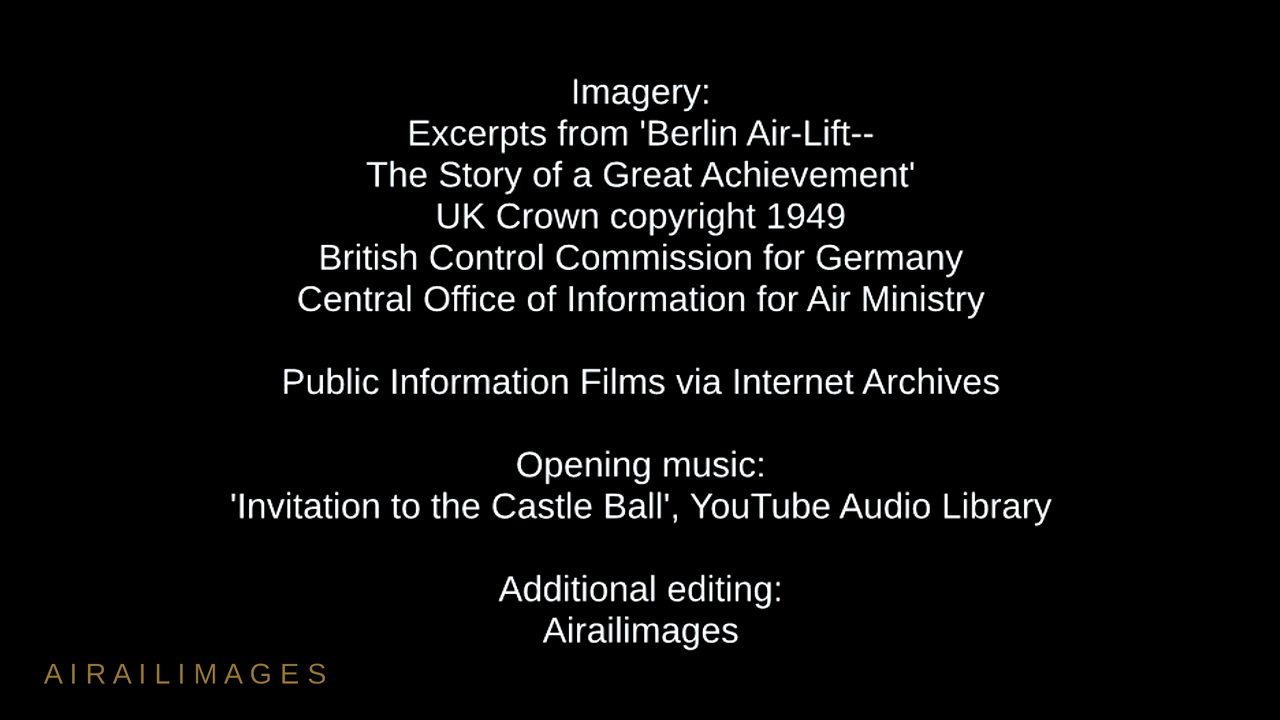 Imagery:
Excerpts from 'Berlin Air-Lift--
The Story of a Great Achievement'
UK Crown copyright 1949
British Control Commission for Germany
Central Office of Information for Air Ministry
Public Information Films via Internet Archives
Opening music:
'Invitation to the Castle Ball', YouTube Audio Library
Additional editing:
Airailimages
AIRAILIMAGES